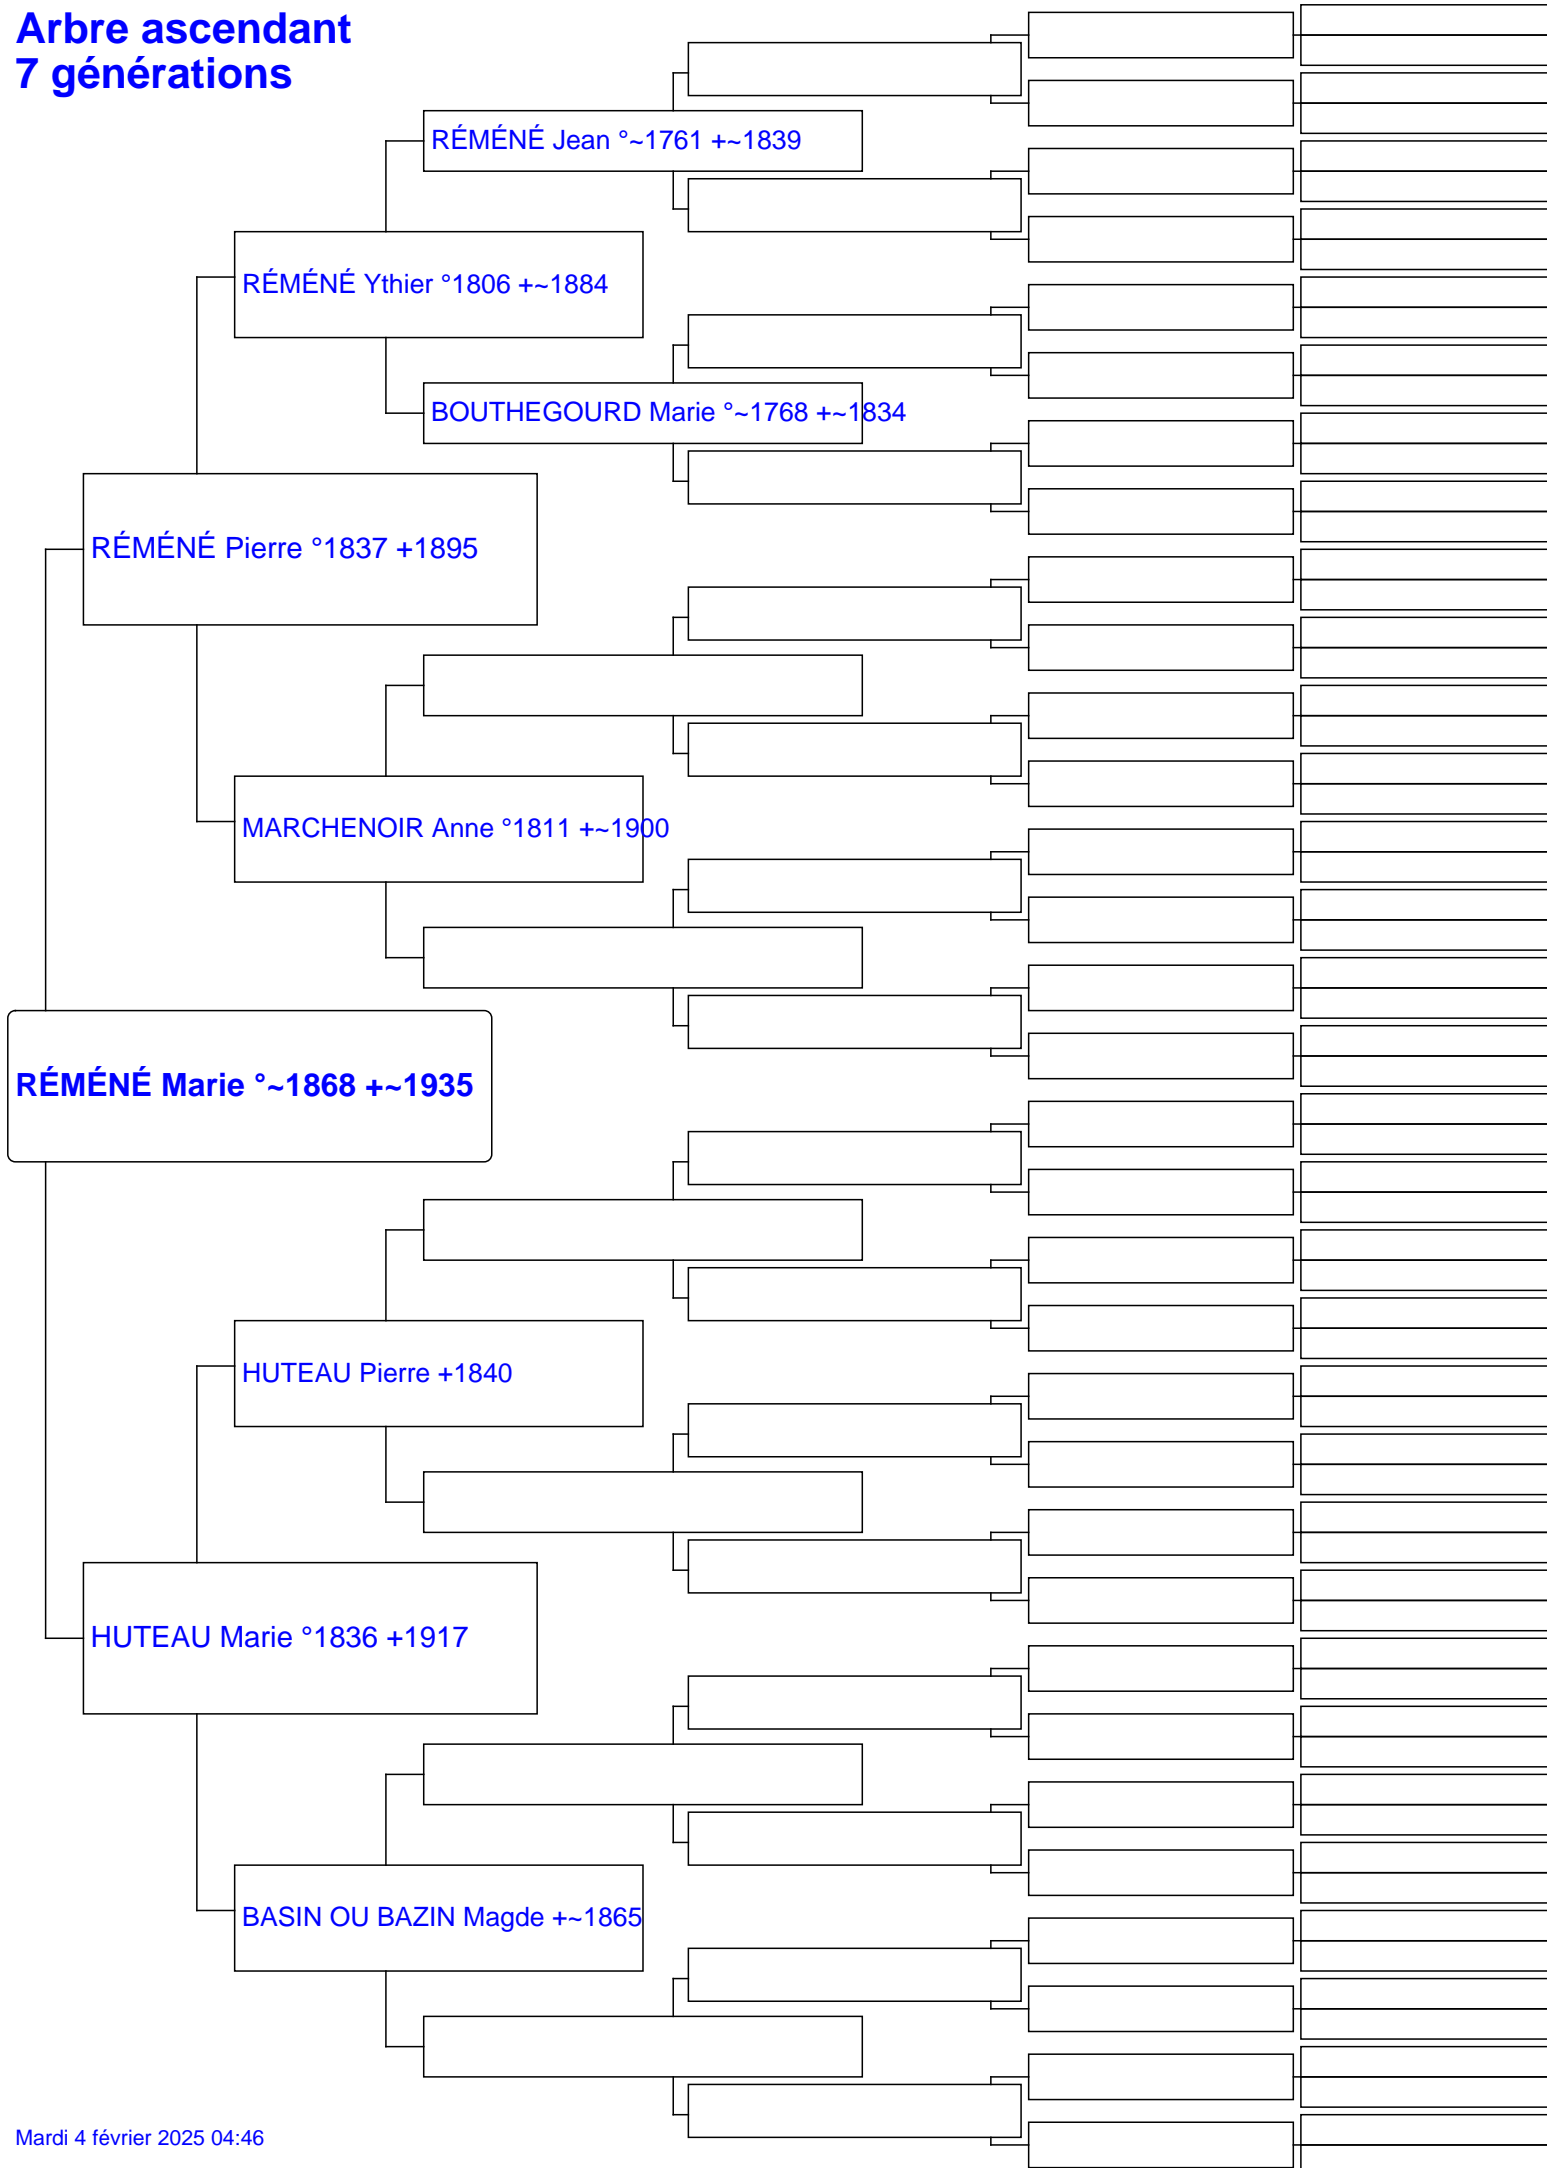 Arbre ascendant
7 générations
RÉMÉNÉ Jean °~1761 +~1839
RÉMÉNÉ Ythier °1806 +~1884
BOUTHEGOURD Marie °~1768 +~1834
RÉMÉNÉ Pierre °1837 +1895
MARCHENOIR Anne °1811 +~1900
RÉMÉNÉ Marie °~1868 +~1935
HUTEAU Pierre +1840
HUTEAU Marie °1836 +1917
BASIN OU BAZIN Magde +~1865
Mardi 4 février 2025 04:46